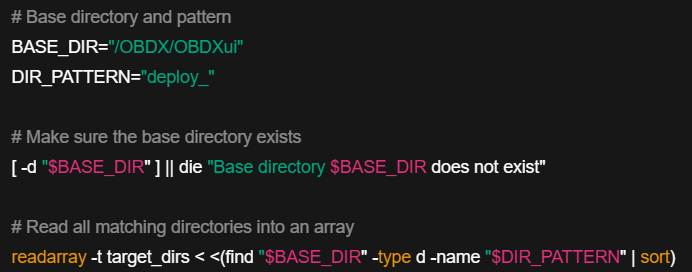 # Base directory and pattern
BASE_DIR="/OBDX/OBDXui"
DIR_PATTERN="deploy_"
# Make sure the base directory exists
[ -d "$BASE_DIR" ] || die "Base directory $BASE_DIR does not exist"
# Read all matching directories into an array
readarray -t target_dirs < <(find "$BASE_DIR" -type d -name "$DIR_PATTERN" | sort)